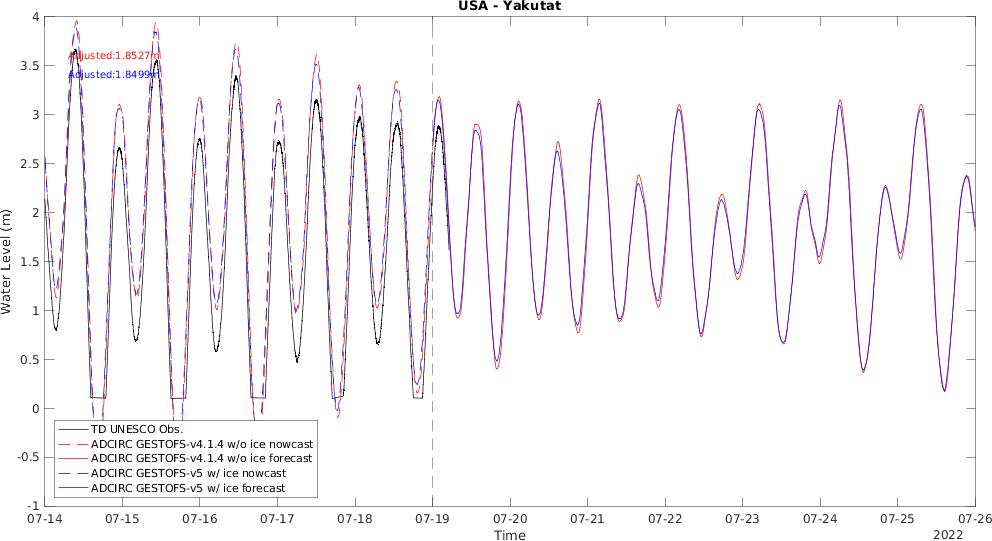 USA - Yakutat
4
3.5
3
2.5
2
1.5
1
0.5
0
-0.5
-1
Water Level (m)
Adjusted:1.8527m
Adjusted:1.8499m
TD UNESCO Obs.
ADCIRC GESTOFS-v4.1.4 w/o ice nowcast
ADCIRC GESTOFS-v4.1.4 w/o ice forecast
ADCIRC GESTOFS-v5 w/ ice nowcast
ADCIRC GESTOFS-v5 w/ ice forecast
07-14 07-15 07-16 07-17 07-18 07-19 07-20 07-21 07-22 07-23 07-24 07-25 07-26
Time
2022